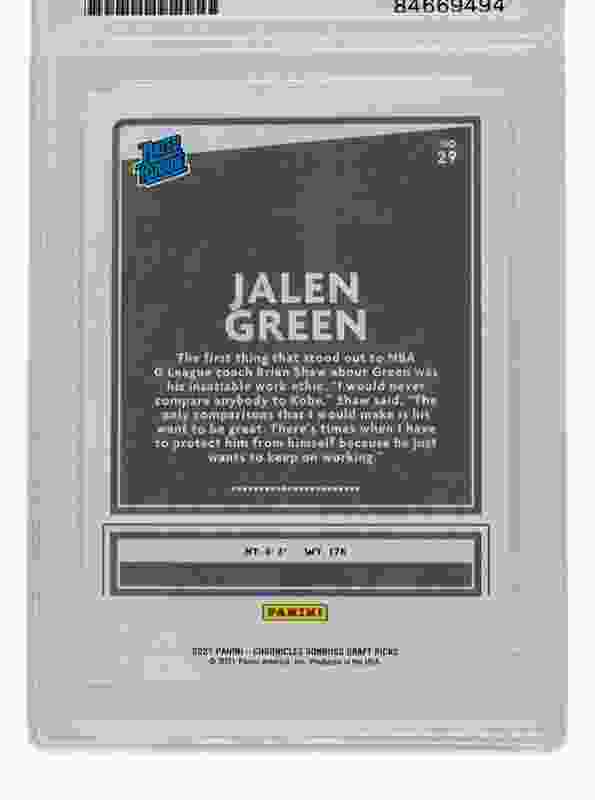 84669494
RATED
ROOKIE
NO.
29
JALEN
GREEN
The first thing that stood out to NBA
G League coach Brian Shaw about Green was
his insatiable work ethic. "I would never
compare anybody to Kobe," Shaw said. "The
only comparisons that I would make is his
want to be great. There's times when I have
to protect him from himself because he just
wants to keep on working."
HT. 6' 5" WT. 178
PANINI
2021 PANINI - CHRONICLES DONRUSS DRAFT PICKS
© 2021 Panini America, Inc. Produced in the USA.